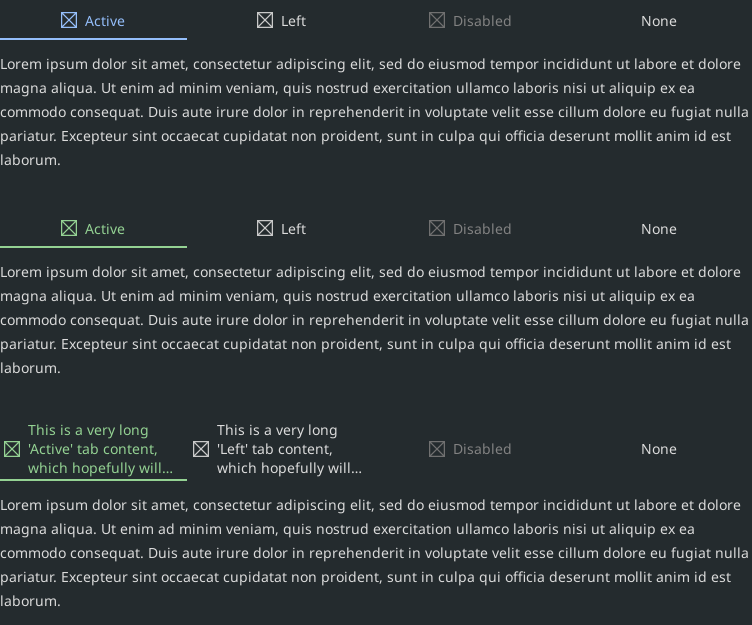 Active Left Disabled None
Lorem ipsum dolor sit amet, consectetur adipiscing elit, sed do eiusmod tempor incididunt ut labore et dolore
magna aliqua. Ut enim ad minim veniam, quis nostrud exercitation ullamco laboris nisi ut aliquip ex ea
commodo consequat. Duis aute irure dolor in reprehenderit in voluptate velit esse cillum dolore eu fugiat nulla
pariatur. Excepteur sint occaecat cupidatat non proident, sunt in culpa qui officia deserunt mollit anim id est
laborum.
Active Left Disabled None
Lorem ipsum dolor sit amet, consectetur adipiscing elit, sed do eiusmod tempor incididunt ut labore et dolore
magna aliqua. Ut enim ad minim veniam, quis nostrud exercitation ullamco laboris nisi ut aliquip ex ea
commodo consequat. Duis aute irure dolor in reprehenderit in voluptate velit esse cillum dolore eu fugiat nulla
pariatur. Excepteur sint occaecat cupidatat non proident, sunt in culpa qui officia deserunt mollit anim id est
laborum.
This is a very long
'Active' tab content,
which hopefully will...
This is a very long
'Left' tab content,
which hopefully will...
Disabled
None
Lorem ipsum dolor sit amet, consectetur adipiscing elit, sed do eiusmod tempor incididunt ut labore et dolore
magna aliqua. Ut enim ad minim veniam, quis nostrud exercitation ullamco laboris nisi ut aliquip ex ea
commodo consequat. Duis aute irure dolor in reprehenderit in voluptate velit esse cillum dolore eu fugiat nulla
pariatur. Excepteur sint occaecat cupidatat non proident, sunt in culpa qui officia deserunt mollit anim id est
laborum.